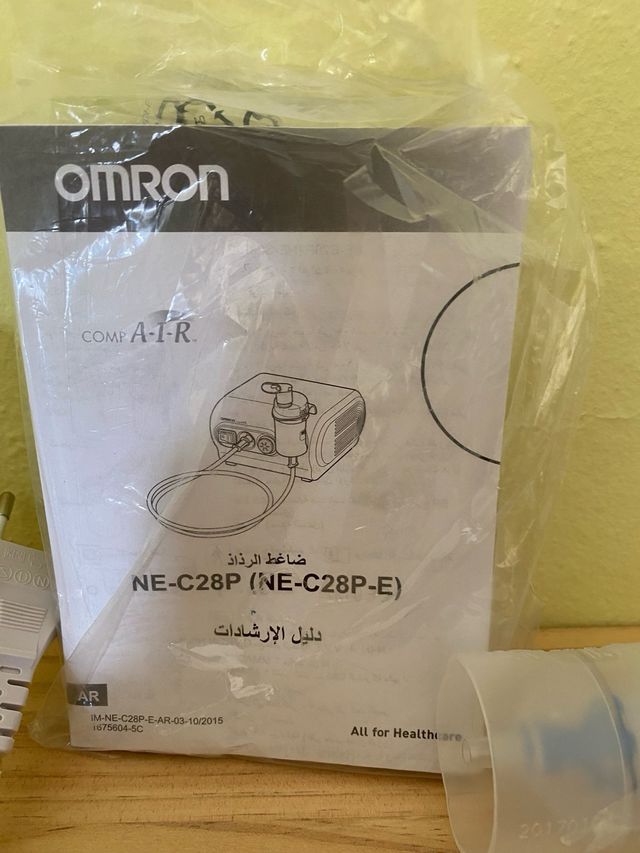 OMRON
COMP A-I-R™
ضاغط الرذاذ
NE-C28P (NE-C28P-E)
دليل الإرشادات
AR
IM-NE-C28P-E-AR-03-10/2015
1675604-5C
All for Healthcare